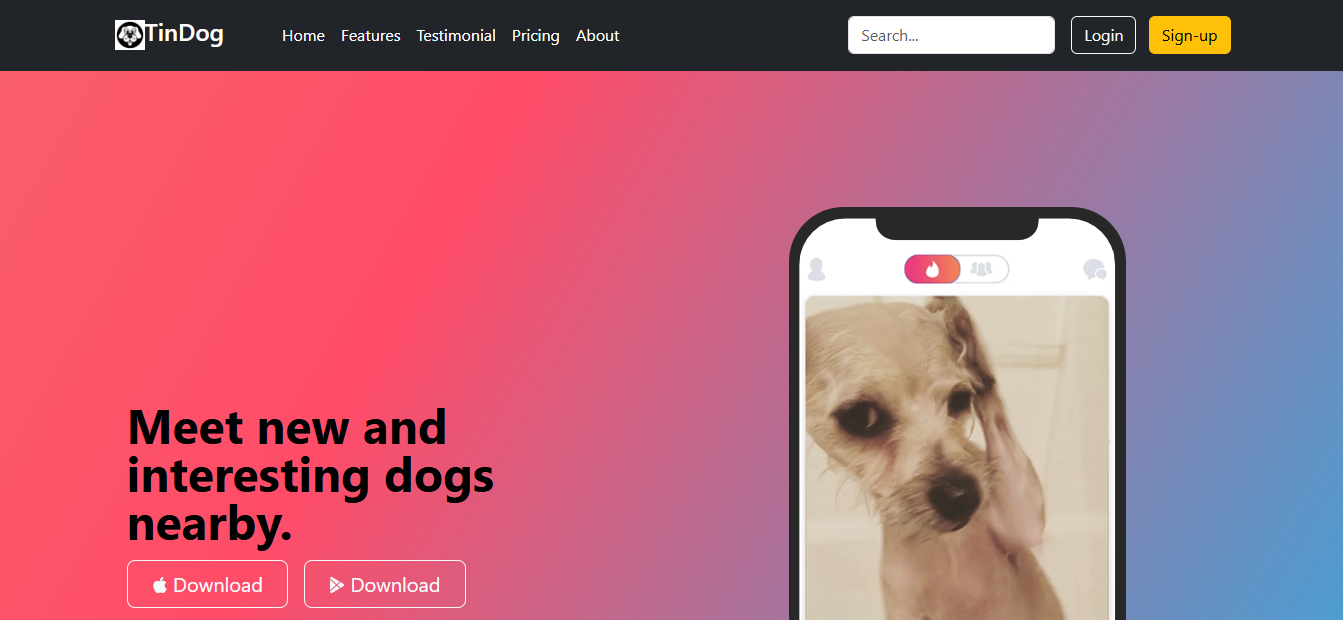 TinDog
Home Features Testimonial Pricing About
Search...
Login
Sign-up
Meet new and
interesting dogs
nearby.
Download
Download